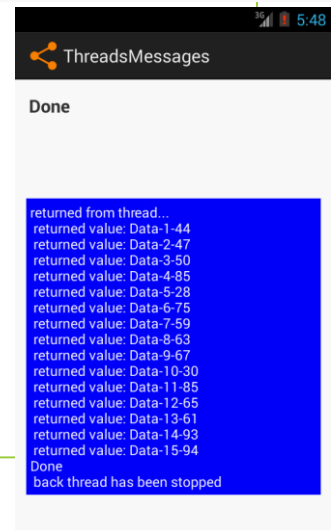 3G 5:48
ThreadsMessages
Done
returned from thread...
returned value: Data-1-44
returned value: Data-2-47
returned value: Data-3-50
returned value: Data-4-85
returned value: Data-5-28
returned value: Data-6-75
returned value: Data-7-59
returned value: Data-8-63
returned value: Data-9-67
returned value: Data-10-30
returned value: Data-11-85
returned value: Data-12-65
returned value: Data-13-61
returned value: Data-14-93
returned value: Data-15-94
Done
back thread has been stopped